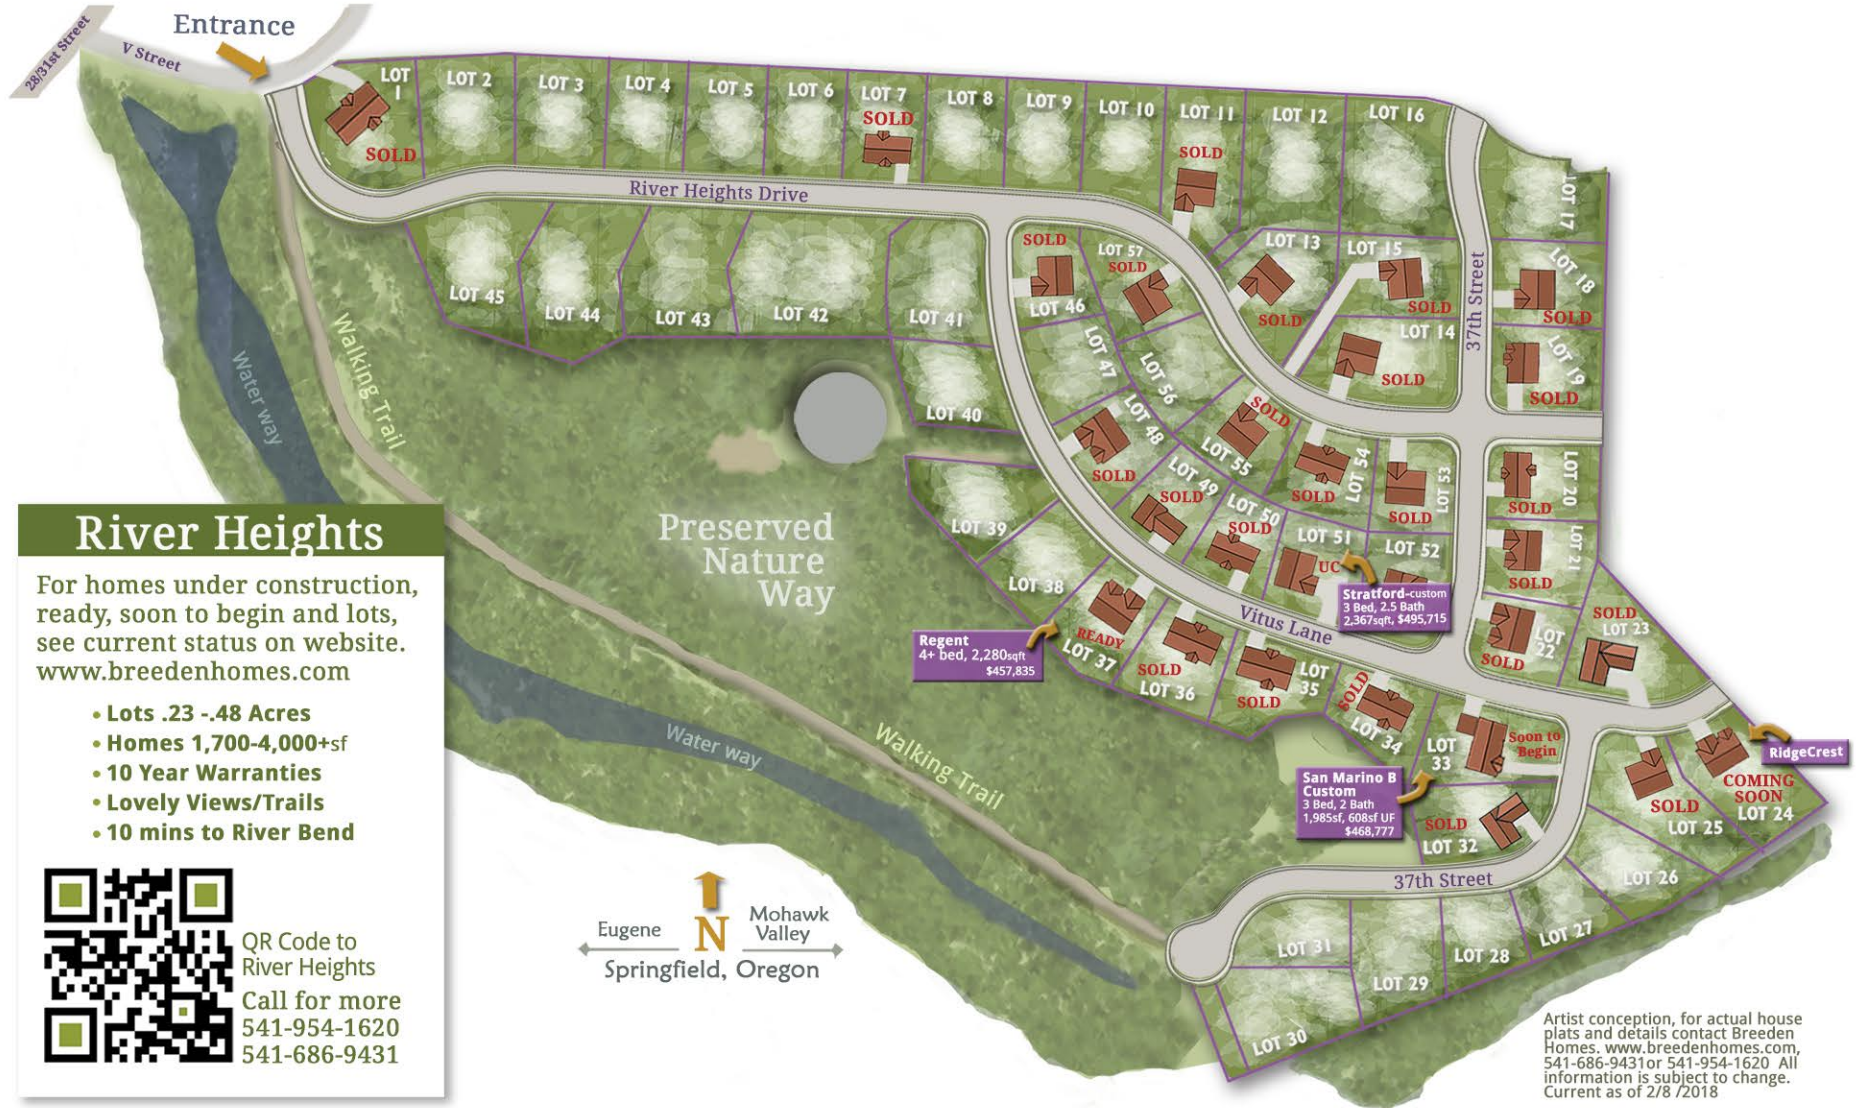 Entrance
28/31st Street
V Street
LOT
1
SOLD
LOT 2
LOT 3
LOT 4
LOT 5
LOT 6
LOT 7
SOLD
LOT 8
LOT 9
LOT 10
LOT 11
SOLD
LOT 12
LOT 16
LOT 17
River Heights Drive
37th Street
LOT 45
LOT 44
LOT 43
LOT 42
LOT 41
LOT 40
SOLD
LOT 46
LOT 57
SOLD
LOT 13
SOLD
LOT 15
SOLD
LOT 14
SOLD
LOT 18
SOLD
LOT 19
SOLD
LOT 47
LOT 56
LOT 48
SOLD
SOLD
LOT 55
LOT 54
SOLD
LOT 53
SOLD
LOT 20
SOLD
LOT 21
SOLD
LOT 49
SOLD
LOT 50
SOLD
LOT 51
UC
LOT 52
Stratford-custom
3 Bed, 2.5 Bath
2,367sqft, $495,715
LOT 39
LOT 38
Preserved
Nature
Way
Water way
Walking Trail
Vitus Lane
Regent
4+ bed, 2,280sqft
$457,835
READY
LOT 37
SOLD
LOT 36
LOT
35
SOLD
SOLD
LOT 34
LOT
22
SOLD
SOLD
LOT 23
LOT
33
Soon to
Begin
San Marino B
Custom
3 Bed, 2 Bath
1,985sf, 608sf UF
$468,777
SOLD
LOT 32
RidgeCrest
COMING
SOON
LOT 24
SOLD
LOT 25
LOT 26
LOT 27
LOT 28
LOT 29
LOT 30
LOT 31
37th Street
Water way
Walking Trail
River Heights
For homes under construction,
ready, soon to begin and lots,
see current status on website.
www.breedenhomes.com
• Lots .23 -.48 Acres
• Homes 1,700-4,000+sf
• 10 Year Warranties
• Lovely Views/Trails
• 10 mins to River Bend
QR Code to
River Heights
Call for more
541-954-1620
541-686-9431
Eugene
N
Mohawk
Valley
Springfield, Oregon
Artist conception, for actual house
plats and details contact Breeden
Homes. www.breedenhomes.com,
541-686-9431or 541-954-1620 All
information is subject to change.
Current as of 2/8 /2018